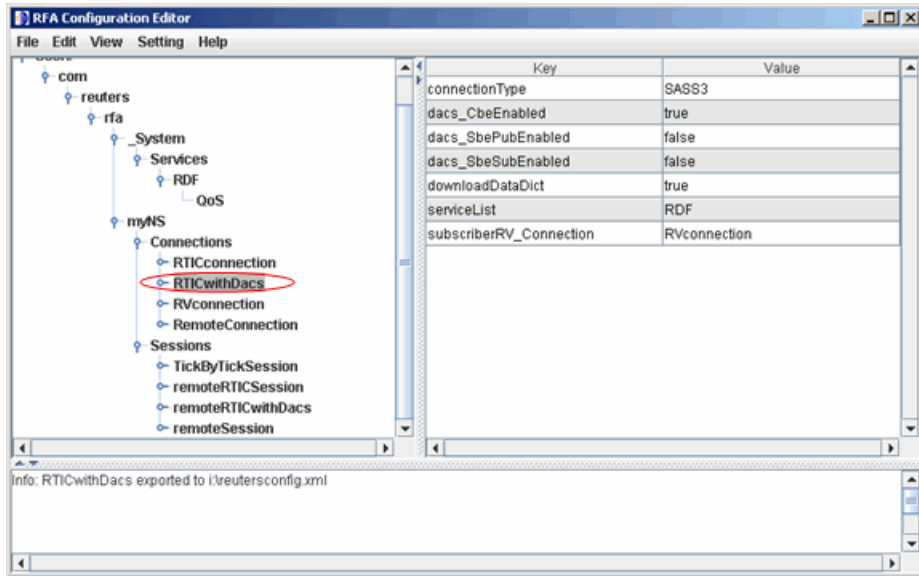 RFA Configuration Editor
File Edit View Setting Help
com
reuters
rfa
_System
Services
RDF
QoS
myNS
Connections
RTICconnection
RTICwithDacs
RVconnection
RemoteConnection
Sessions
TickByTickSession
remoteRTICSession
remoteRTICwithDacs
remoteSession
Key Value
connectionType SASS3
dacs_CbeEnabled true
dacs_SbePubEnabled false
dacs_SbeSubEnabled false
downloadDataDict true
serviceList RDF
subscriberRV_Connection RVconnection
Info: RTICwithDacs exported to i:\reutersconfig.xml